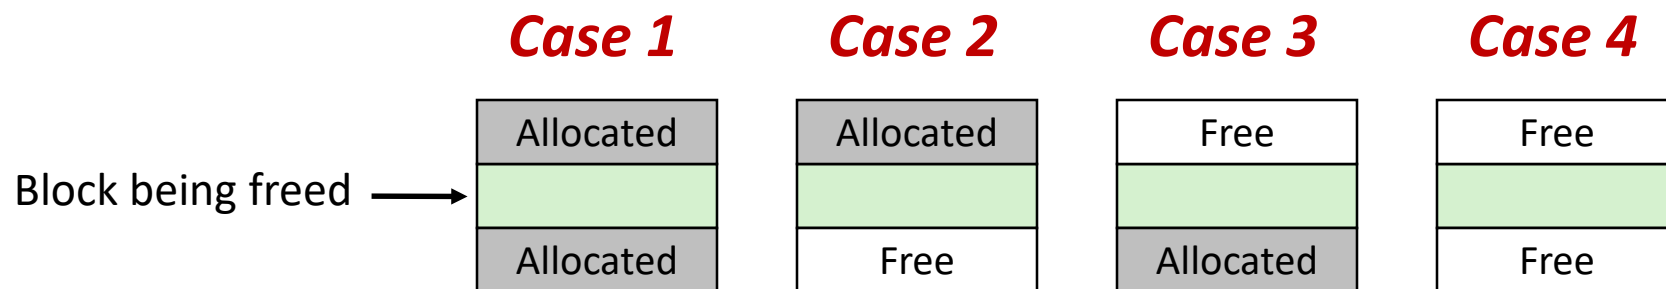 Case 1 Case 2 Case 3 Case 4
Allocated Allocated Free Free
Block being freed
Allocated Free Allocated Free